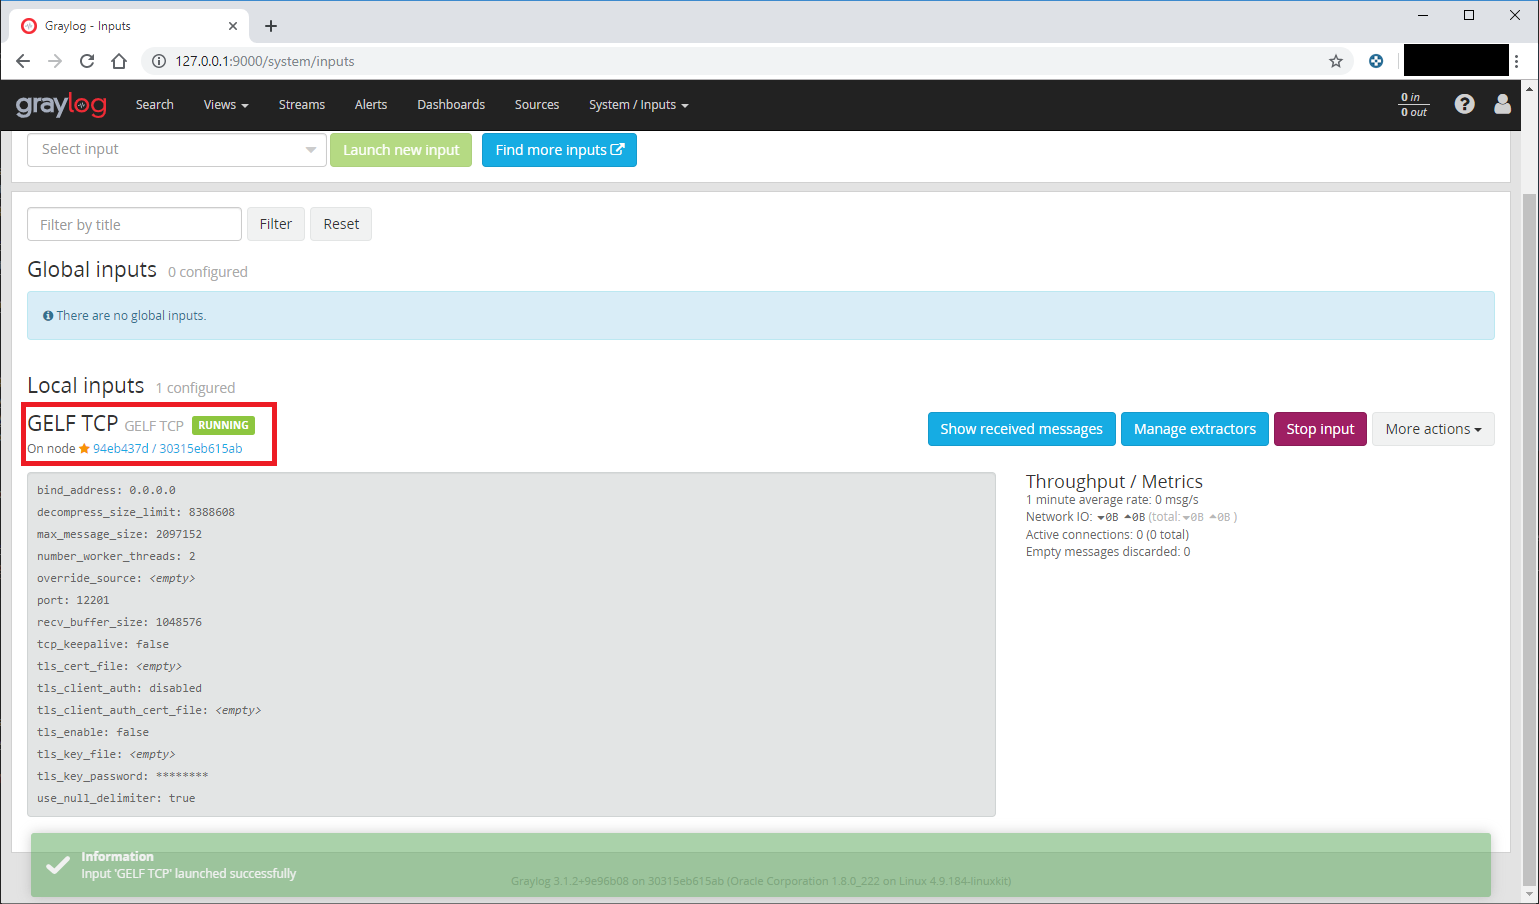 Graylog - Inputs
127.0.0.1:9000/system/inputs
graylog Search Views Streams Alerts Dashboards Sources System / Inputs 0 in
0 out
Select input Launch new input Find more inputs
Filter by title Filter Reset
Global inputs 0 configured
There are no global inputs.
Local inputs 1 configured
GELF TCP GELF TCP RUNNING
On node 94eb437d / 30315eb615ab
Show received messages Manage extractors Stop input More actions
bind_address: 0.0.0.0
decompress_size_limit: 8388608
max_message_size: 2097152
number_worker_threads: 2
override_source: <empty>
port: 12201
recv_buffer_size: 1048576
tcp_keepalive: false
tls_cert_file: <empty>
tls_client_auth: disabled
tls_client_auth_cert_file: <empty>
tls_enable: false
tls_key_file: <empty>
tls_key_password: ********
use_null_delimiter: true
Throughput / Metrics
1 minute average rate: 0 msg/s
Network IO: 0B 0B (total: 0B 0B )
Active connections: 0 (0 total)
Empty messages discarded: 0
Information
Input 'GELF TCP' launched successfully
Graylog 3.1.2+9e96b08 on 30315eb615ab (Oracle Corporation 1.8.0_222 on Linux 4.9.184-linuxkit)